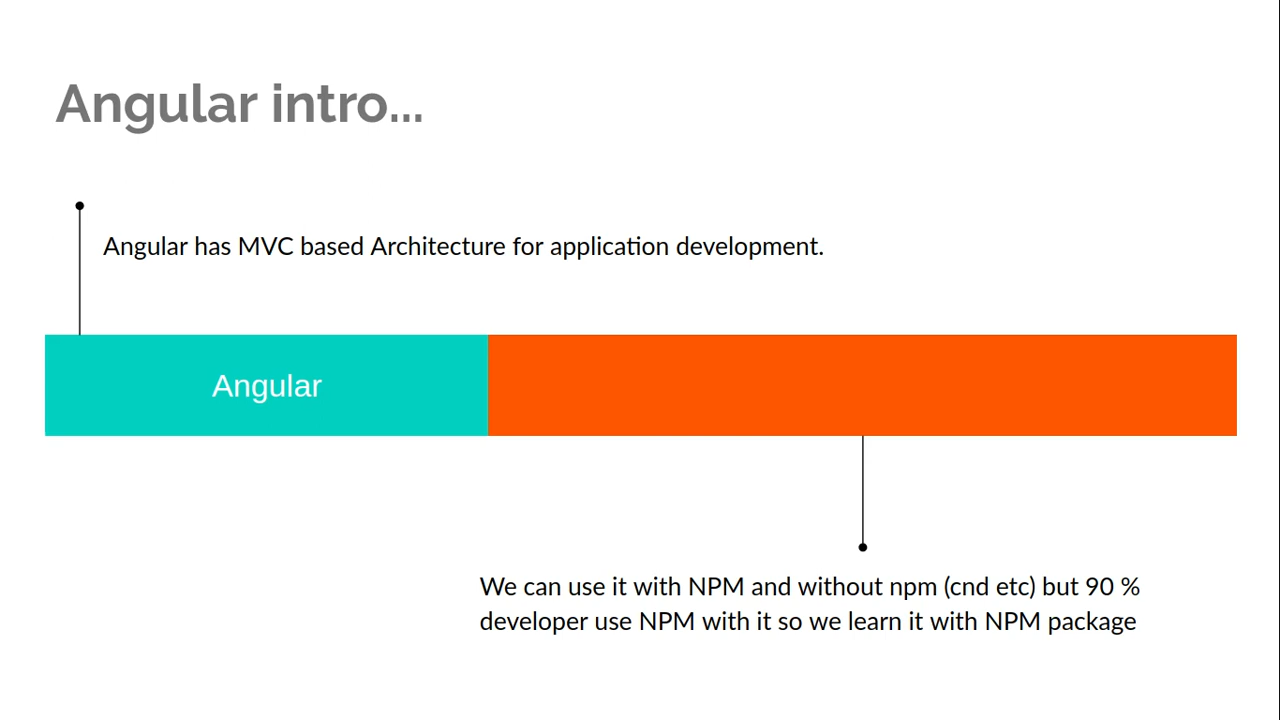 Angular intro...
Angular has MVC based Architecture for application development.
Angular
We can use it with NPM and without npm (cnd etc) but 90 %
developer use NPM with it so we learn it with NPM package